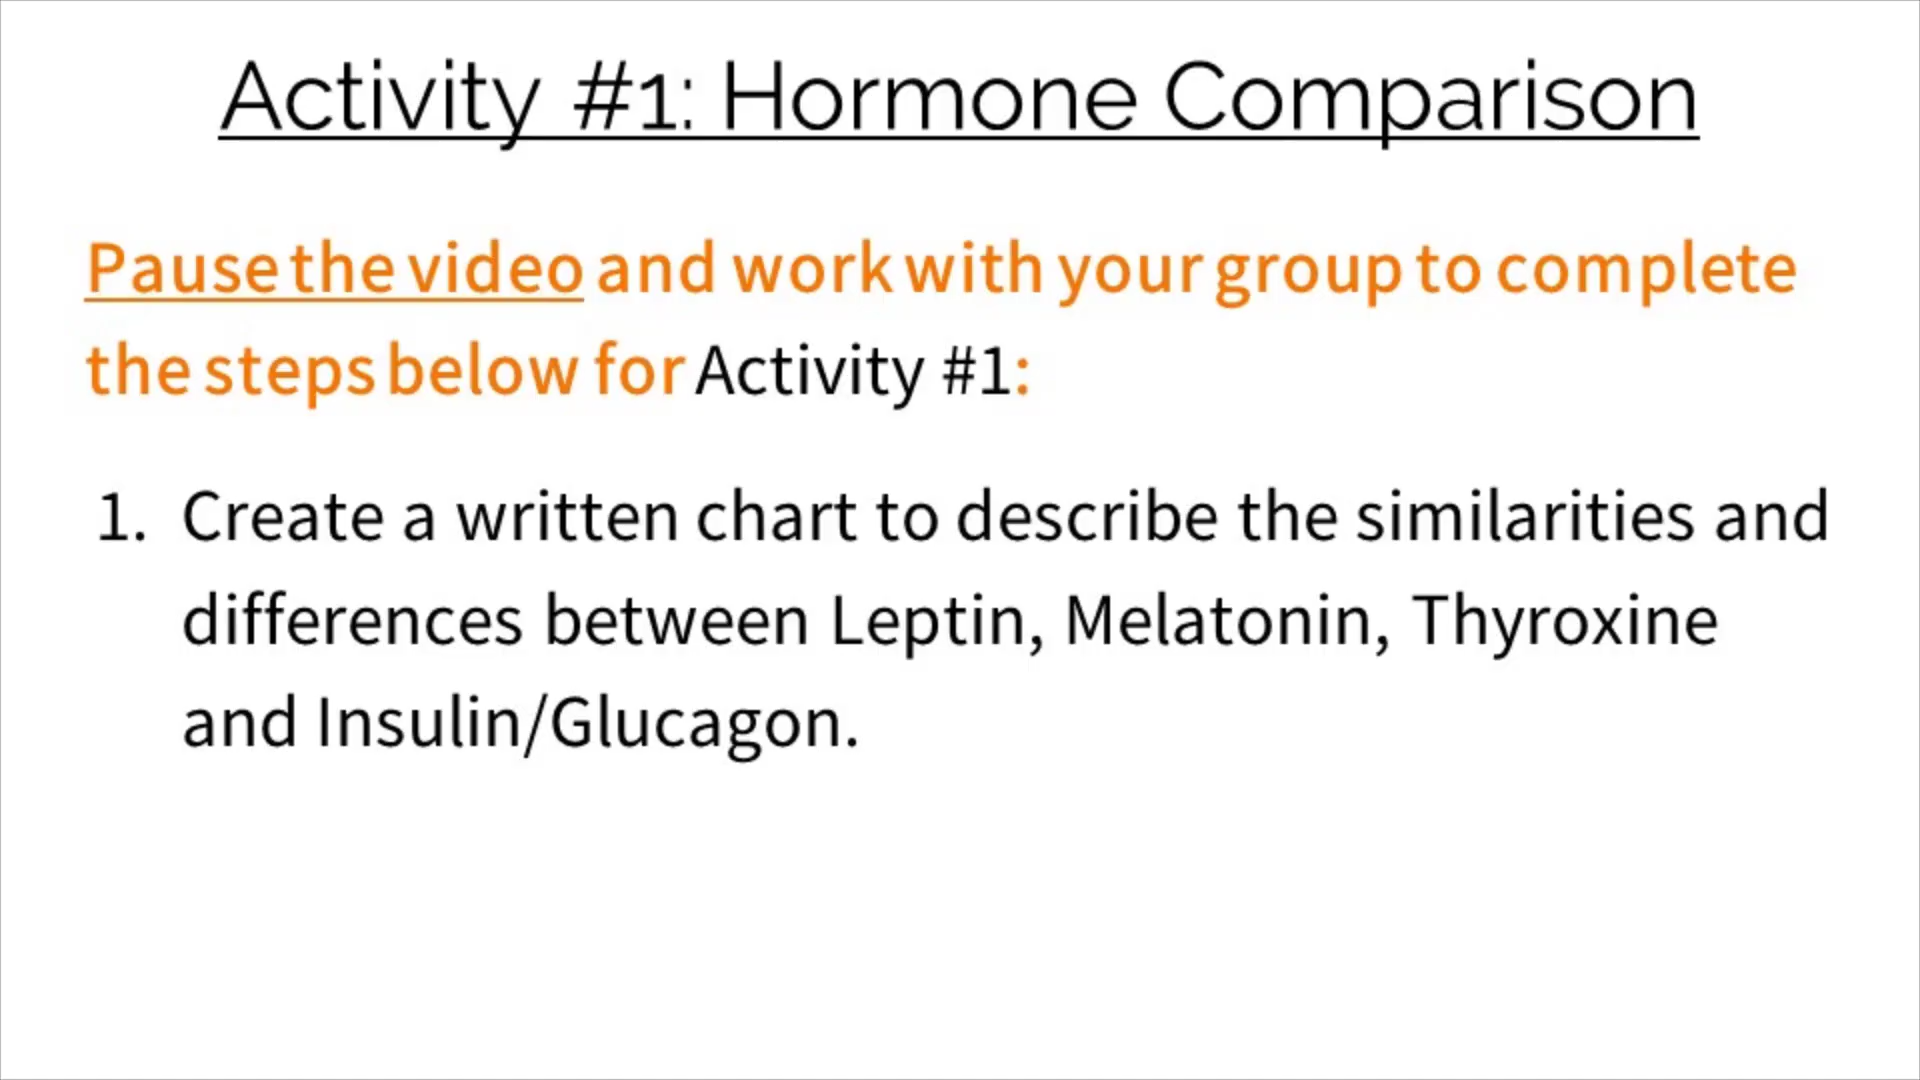 Activity #1: Hormone Comparison
Pause the video and work with your group to complete
the steps below for Activity #1:
1. Create a written chart to describe the similarities and
differences between Leptin, Melatonin, Thyroxine
and Insulin/Glucagon.